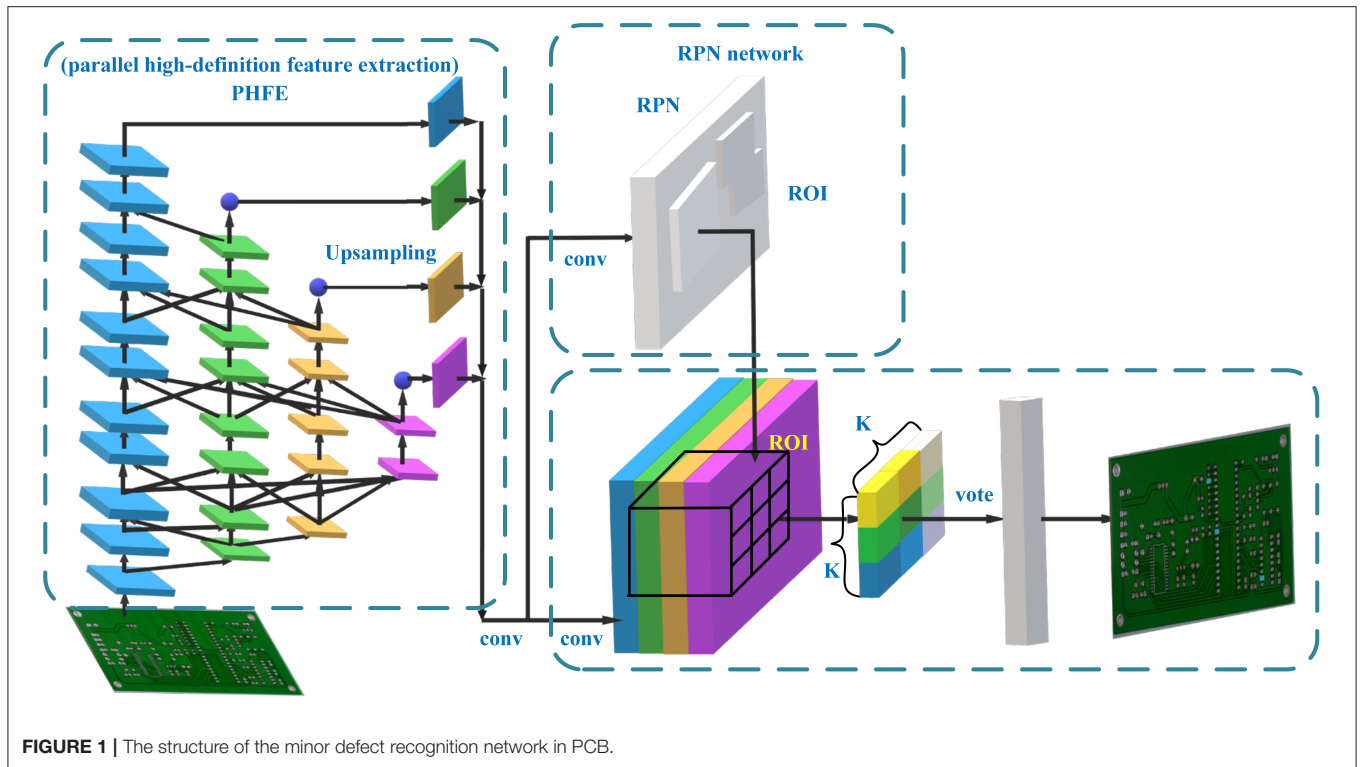 (parallel high-definition feature extraction)
PHFE
Upsampling
RPN network
RPN
ROI
conv
ROI
K
K
vote
conv
conv
FIGURE 1 | The structure of the minor defect recognition network in PCB.